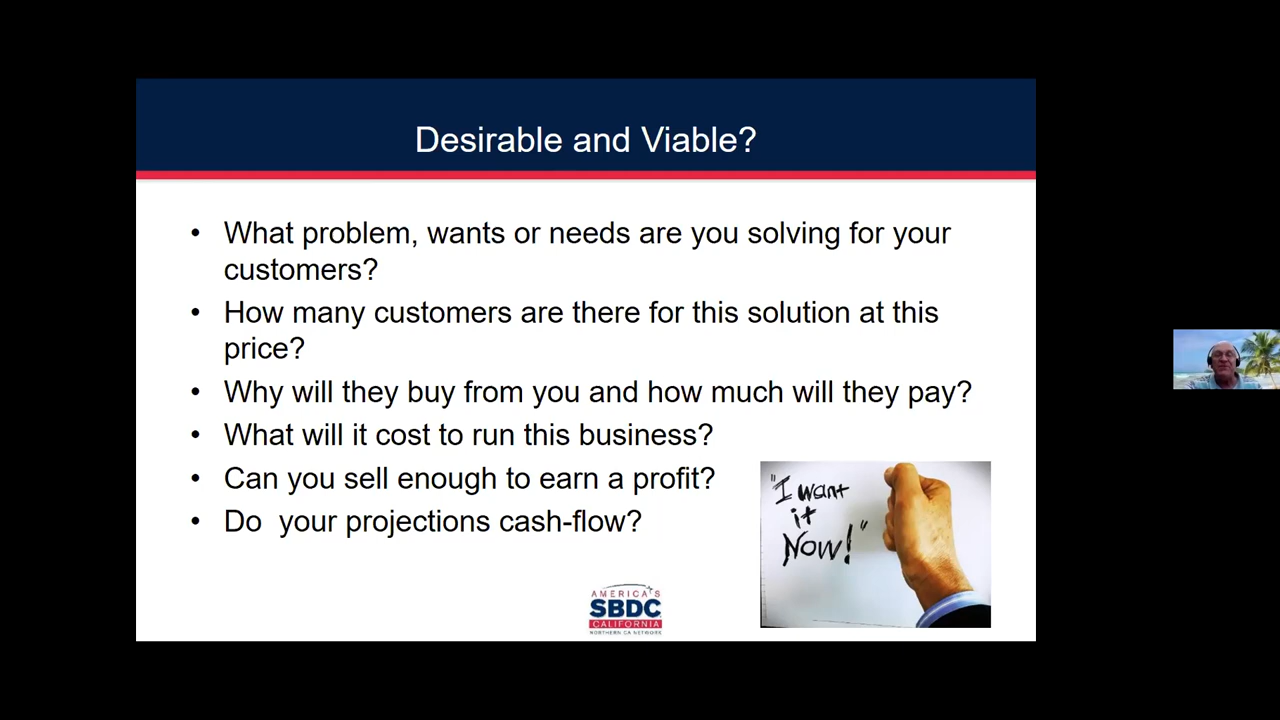 Desirable and Viable?
• What problem, wants or needs are you solving for your
customers?
• How many customers are there for this solution at this
price?
• Why will they buy from you and how much will they pay?
• What will it cost to run this business?
• Can you sell enough to earn a profit?
• Do  your projections cash-flow?
"I want
it
Now!"
AMERICA'S
SBDC
CALIFORNIA
NORTHERN CA NETWORK